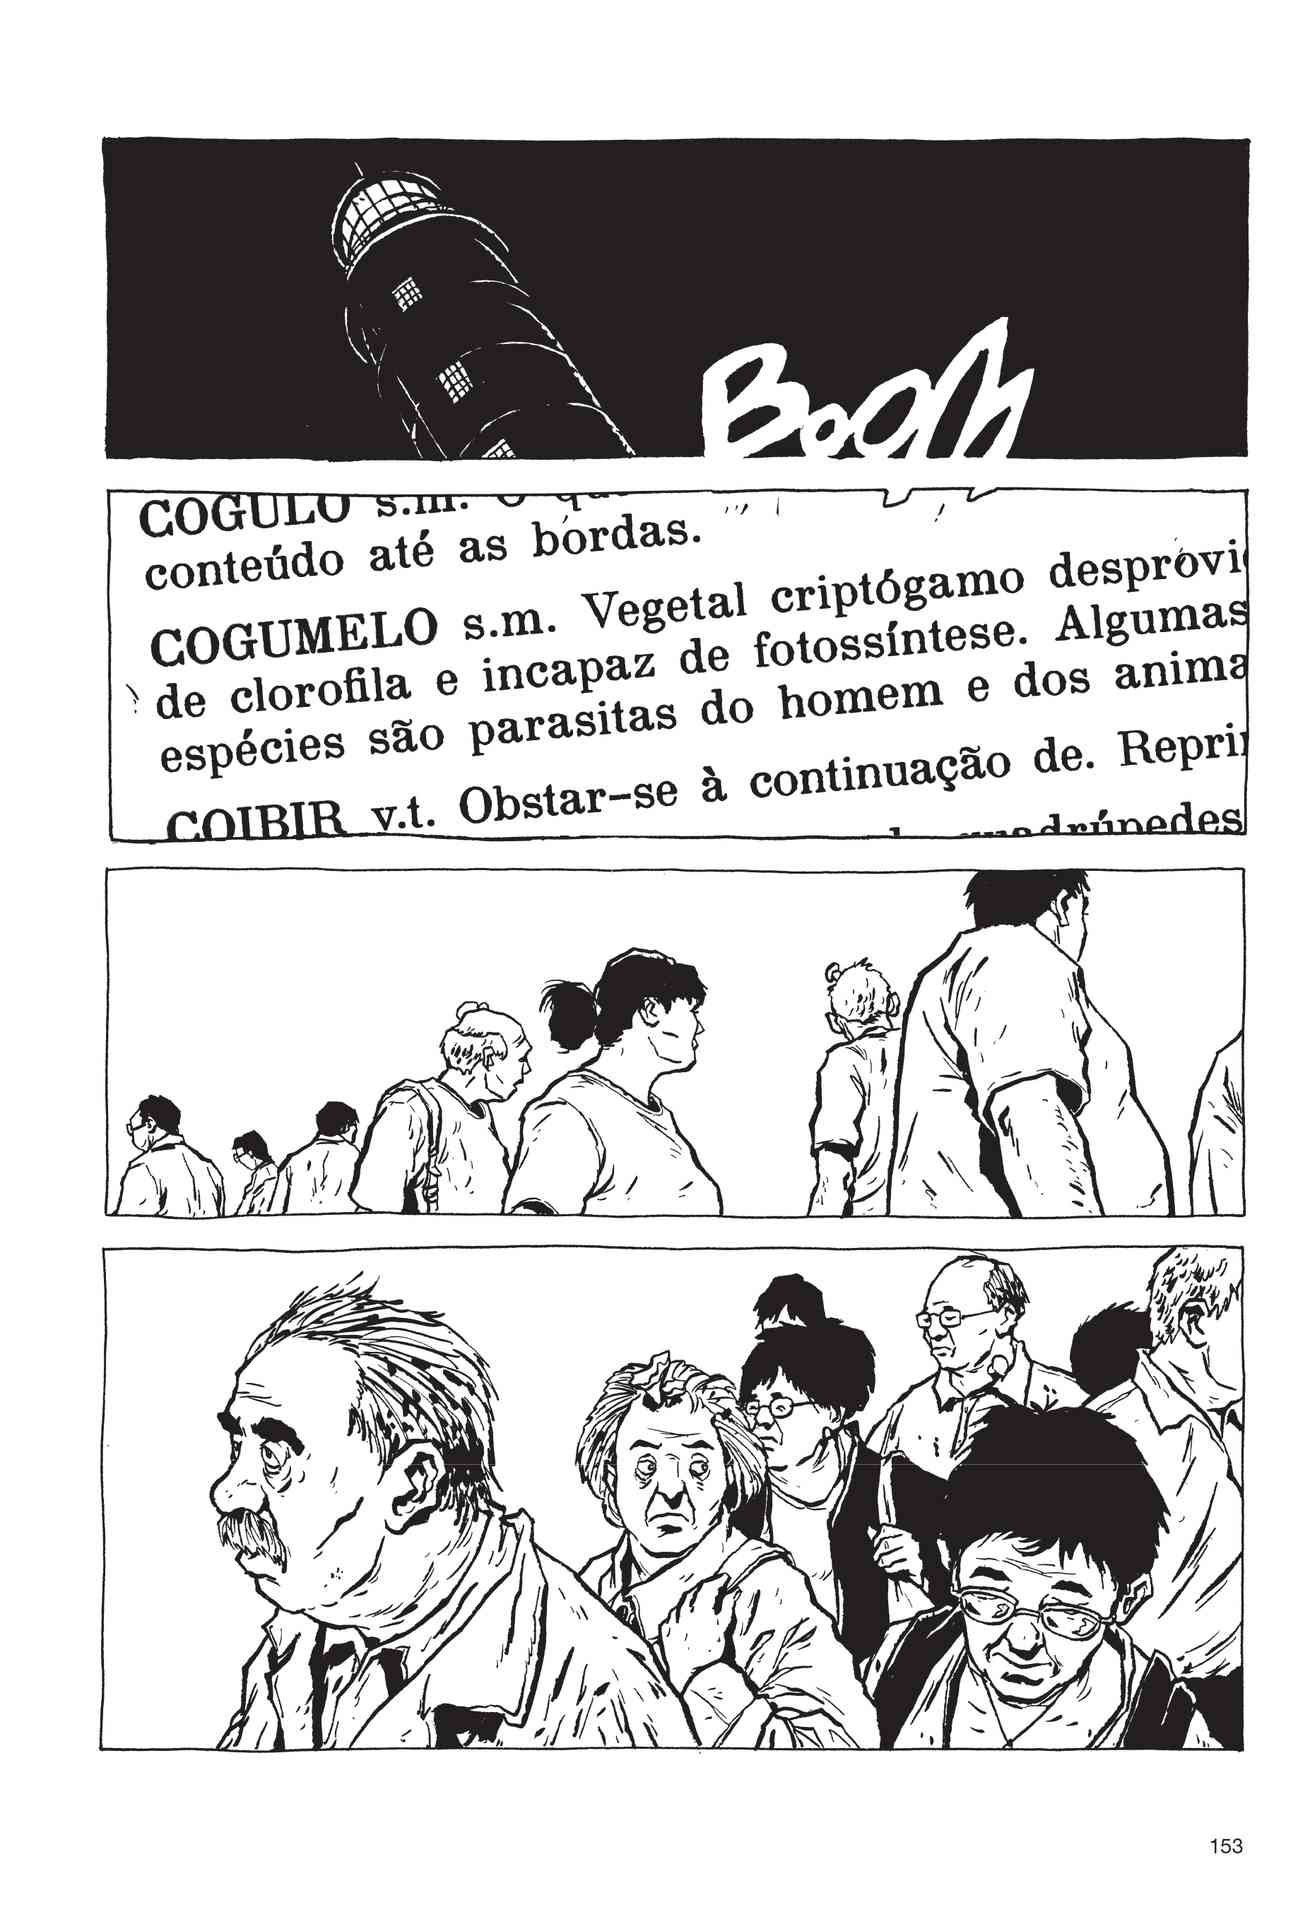 BOOM
COGULO s.m. O
conteúdo até as bordas.
COGUMELO s.m. Vegetal criptógamo desprovi
de clorofila e incapaz de fotossíntese. Algumas
espécies são parasitas do homem e dos anima
COIBIR v.t. Obstar-se à continuação de. Repri
quadrúpedes
153